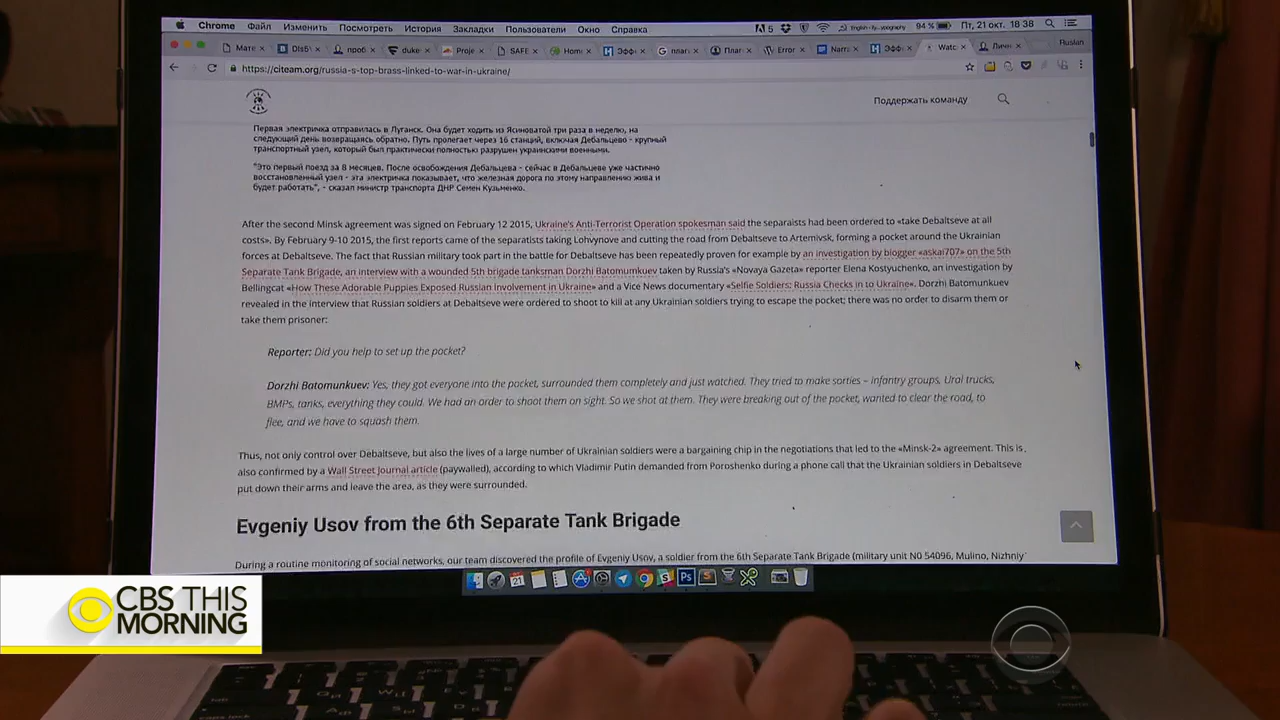 Chrome Файл Изменить Посмотреть История Закладки Пользователи Окно Справка
5 94 % Пт, 21 окт. 18:38
Мате Dls5\ проб duke Proje SAFE Hom Эфф плаг Плаг Error Narra Эфф Watc Личн Ruslan
https://citeam.org/russia-s-top-brass-linked-to-war-in-ukraine/
Поддержать команду
Первая электричка отправилась в Луганск. Она будет ходить из Ясиноватой три раза в неделю, на
следующий день возвращаясь обратно. Путь пролегает через 16 станций, включая Дебальцево - крупный
транспортный узел, который был практически полностью разрушен украинскими военными.
"Это первый поезд за 8 месяцев. После освобождения Дебальцева - сейчас в Дебальцеве уже частично
восстановленный узел - эта электричка показывает, что железная дорога по этому направлению жива и
будет работать", - сказал министр транспорта ДНР Семен Кузьменко.
After the second Minsk agreement was signed on February 12 2015, Ukraine's Anti-Terrorist Operation spokesman said the separaists had been ordered to «take Debaltseve at all
costs». By February 9-10 2015, the first reports came of the separatists taking Lohvynove and cutting the road from Debaltseve to Artemivsk, forming a pocket around the Ukrainian
forces at Debaltseve. The fact that Russian military took part in the battle for Debaltseve has been repeatedly proven for example by an investigation by blogger «askai707» on the 5th
Separate Tank Brigade, an interview with a wounded 5th brigade tanksman Dorzhi Batomumkuev taken by Russia's «Novaya Gazeta» reporter Elena Kostyuchenko, an investigation by
Bellingcat «How These Adorable Puppies Exposed Russian Involvement in Ukraine» and a Vice News documentary «Selfie Soldiers: Russia Checks in to Ukraine«. Dorzhi Batomunkuev
revealed in the interview that Russian soldiers at Debaltseve were ordered to shoot to kill at any Ukrainian soldiers trying to escape the pocket; there was no order to disarm them or
take them prisoner:
Reporter: Did you help to set up the pocket?
Dorzhi Batomunkuev: Yes, they got everyone into the pocket, surrounded them completely and just watched. They tried to make sorties – infantry groups, Ural trucks,
BMPs, tanks, everything they could. We had an order to shoot them on sight. So we shot at them. They were breaking out of the pocket, wanted to clear the road, to
flee, and we have to squash them.
Thus, not only control over Debaltseve, but also the lives of a large number of Ukrainian soldiers were a bargaining chip in the negotiations that led to the «Minsk-2» agreement. This is
also confirmed by a Wall Street Journal article (paywalled), according to which Vladimir Putin demanded from Poroshenko during a phone call that the Ukrainian soldiers in Debaltseve
put down their arms and leave the area, as they were surrounded.
Evgeniy Usov from the 6th Separate Tank Brigade
During a routine monitoring of social networks, our team discovered the profile of Evgeniy Usov, a soldier from the 6th Separate Tank Brigade (military unit N0 54096, Mulino, Nizhniy
21 Ps
CBS THIS
MORNING